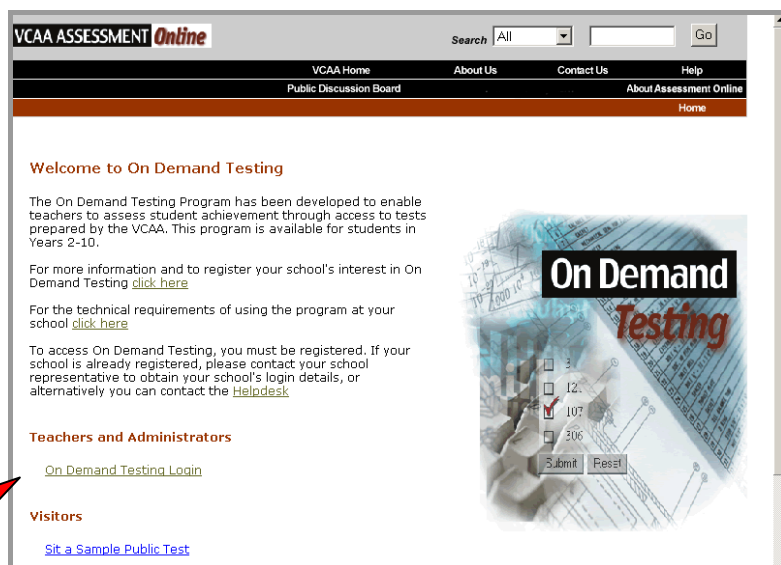 VCAA ASSESSMENT Online
Search All Go
VCAA Home About Us Contact Us Help
Public Discussion Board About Assessment Online
Home
Welcome to On Demand Testing
The On Demand Testing Program has been developed to enable
teachers to assess student achievement through access to tests
prepared by the VCAA. This program is available for students in
Years 2-10.
For more information and to register your school's interest in On
Demand Testing click here
For the technical requirements of using the program at your
school click here
To access On Demand Testing, you must be registered. If your
school is already registered, please contact your school
representative to obtain your school's login details, or
alternatively you can contact the Helpdesk
Teachers and Administrators
On Demand Testing Login
Visitors
Sit a Sample Public Test
On Demand
Testing
3
12
107
306
Submit Reset